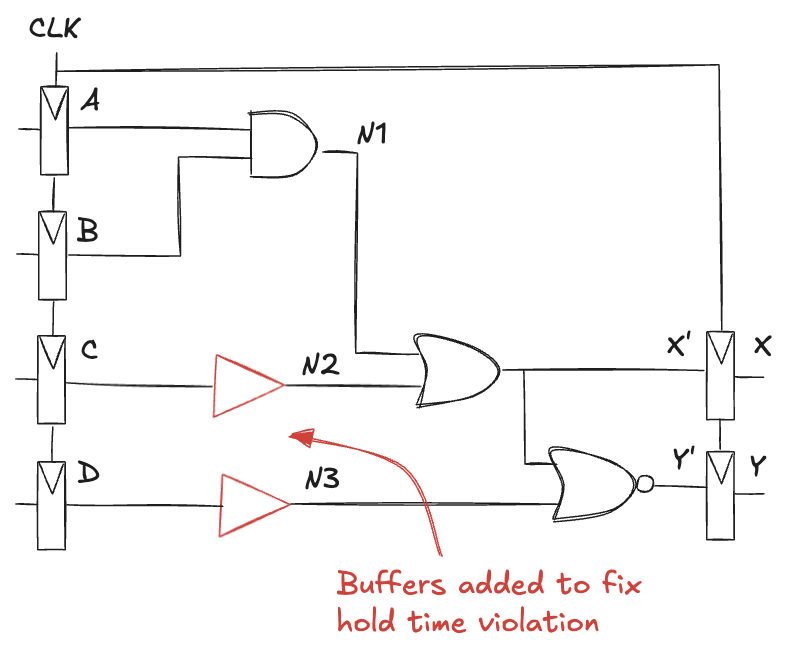 CLK
A
N1
B
C
N2
X'
X
D
N3
Y'
Y
Buffers added to fix
hold time violation